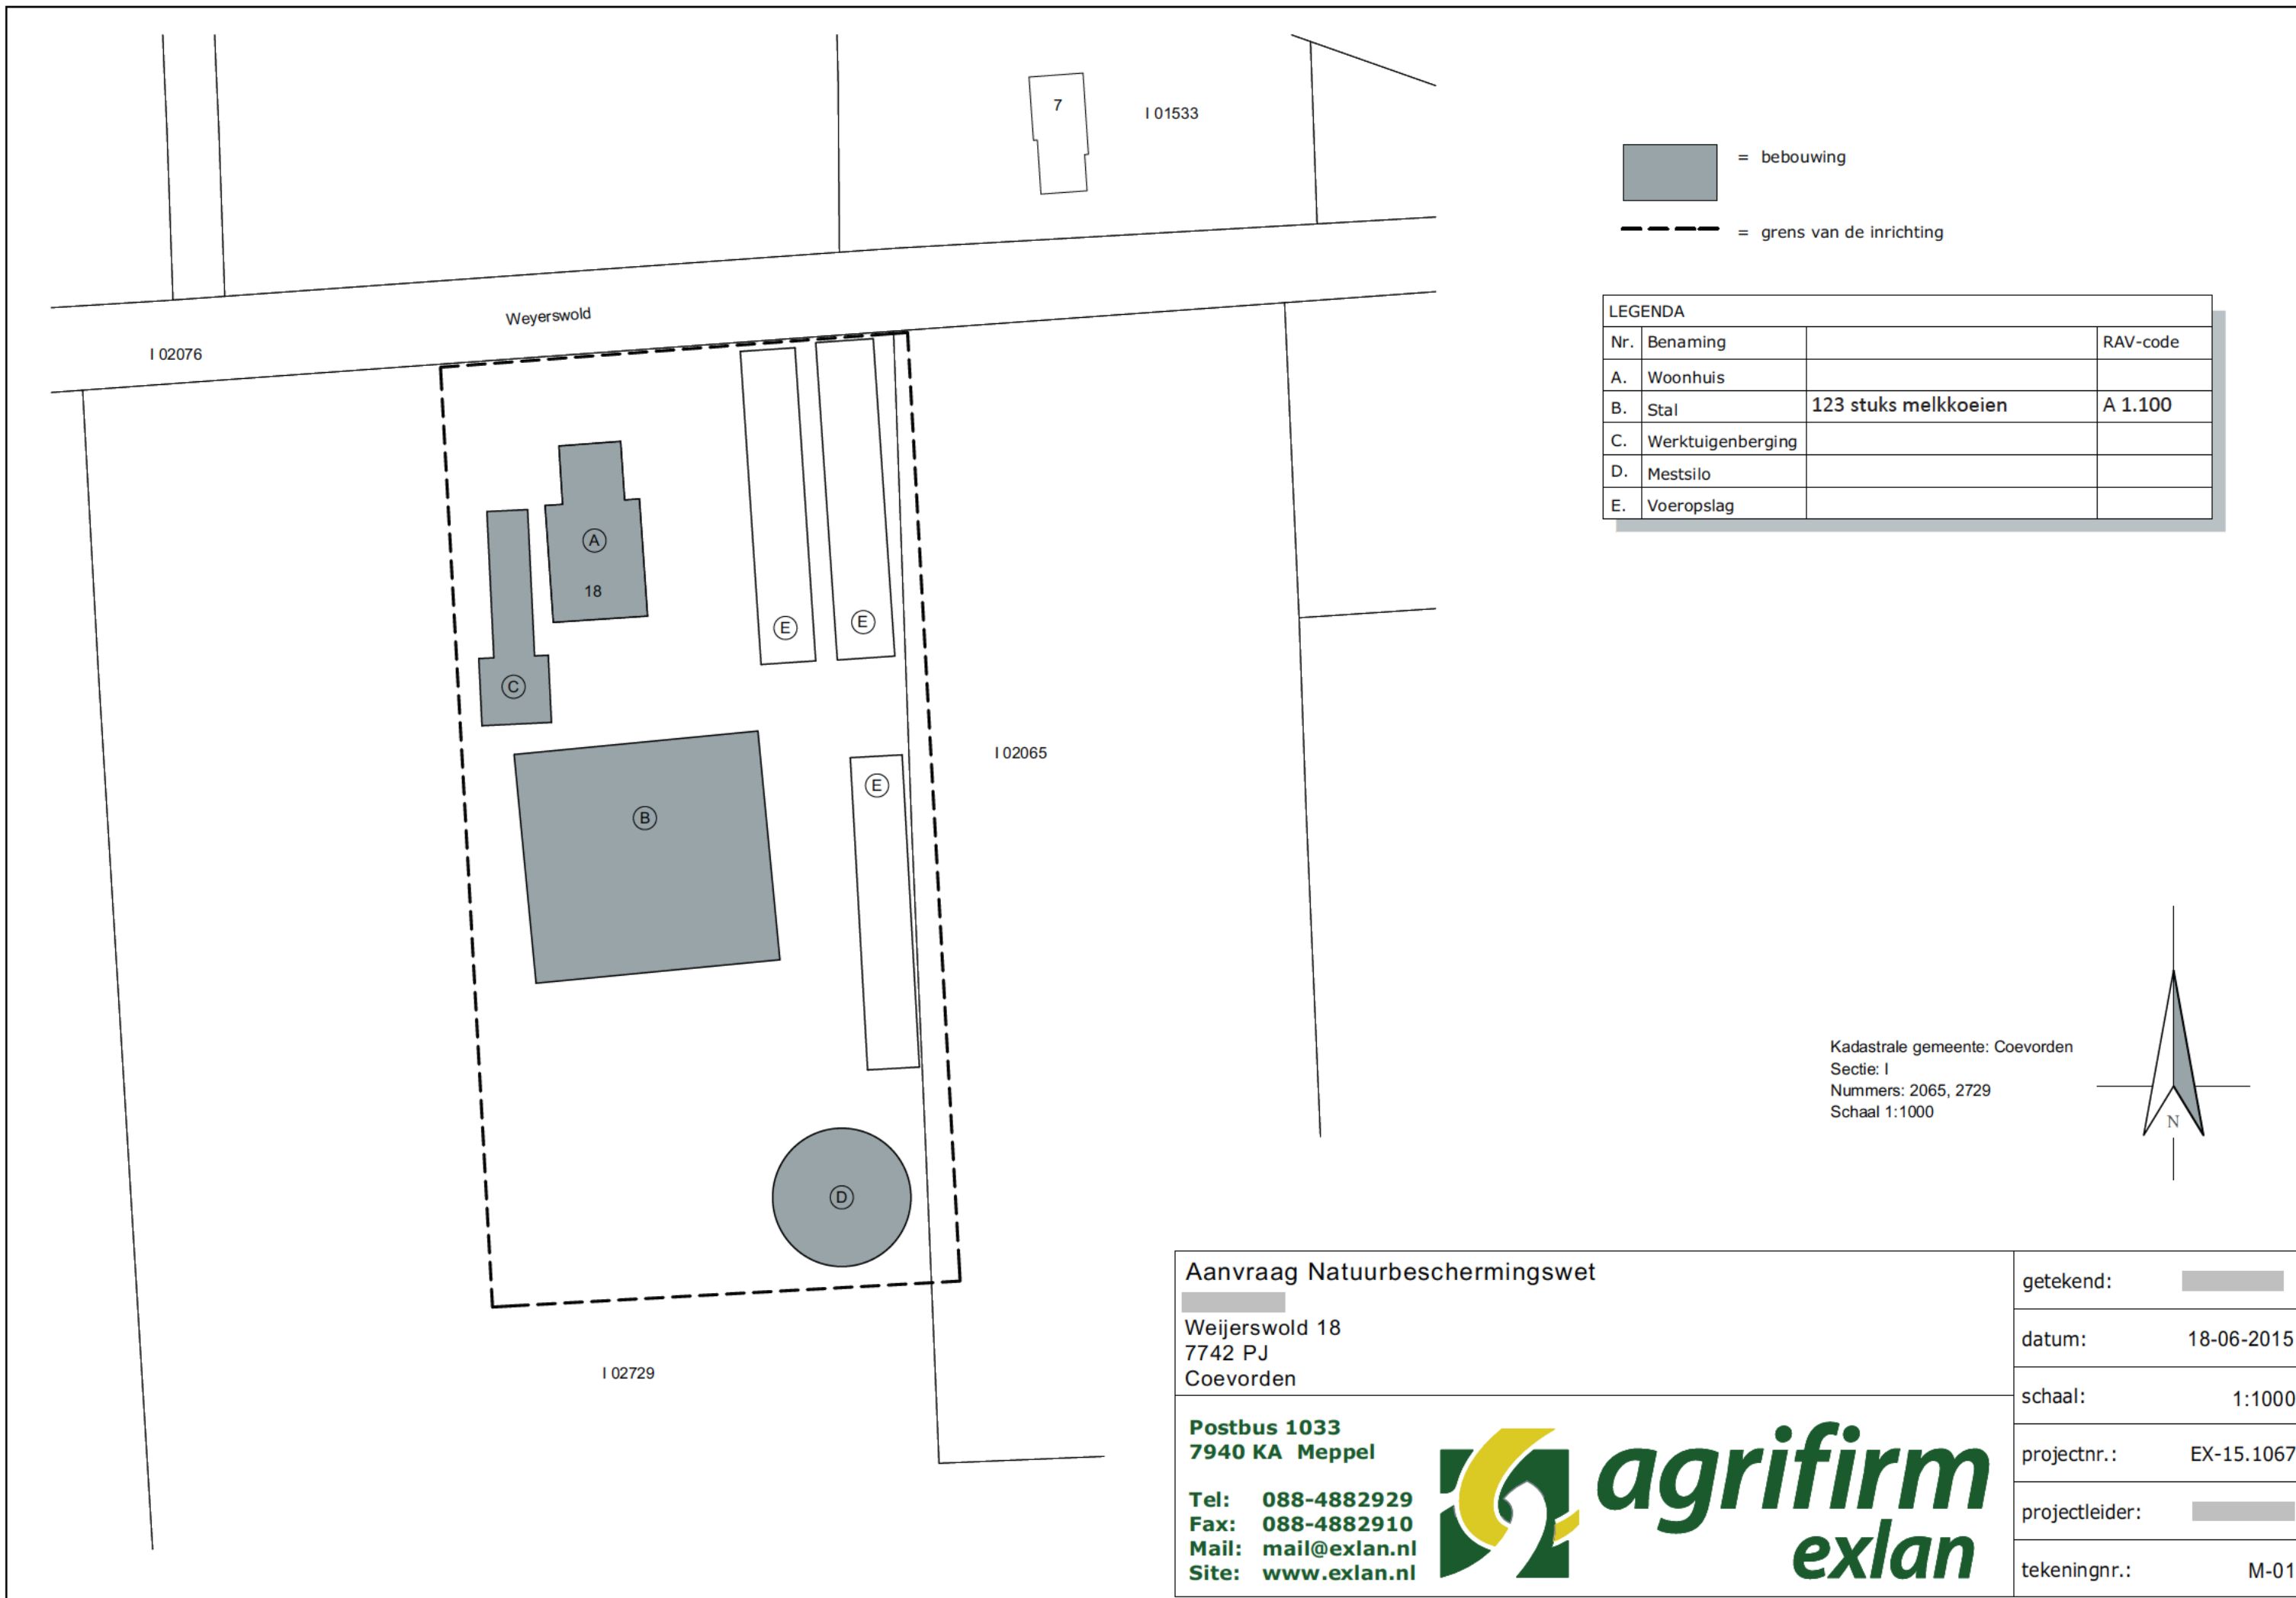 7
I 01533
= bebouwing
= grens van de inrichting
Weyerswold
I 02076
LEGENDA
Nr. Benaming RAV-code
A. Woonhuis
B. Stal 123 stuks melkkoeien A 1.100
C. Werktuigenberging
D. Mestsilo
E. Voeropslag
A
18
E
E
C
I 02065
E
B
Kadastrale gemeente: Coevorden
Sectie: I
Nummers: 2065, 2729
Schaal 1:1000
N
D
I 02729
Aanvraag Natuurbeschermingswet
Weijerswold 18
7742 PJ
Coevorden
Postbus 1033
7940 KA Meppel
Tel: 088-4882929
Fax: 088-4882910
Mail: mail@exlan.nl
Site: www.exlan.nl
agrifirm
exlan
getekend:
datum: 18-06-2015
schaal: 1:1000
projectnr.: EX-15.1067
projectleider:
tekeningnr.: M-01